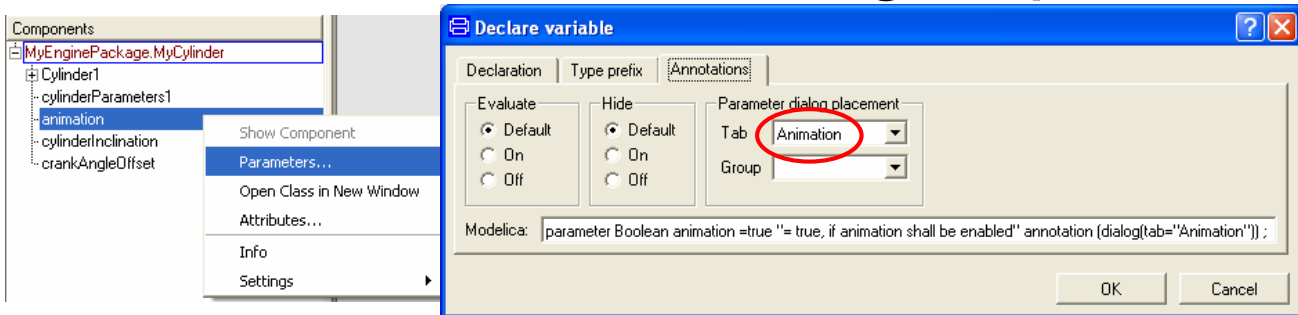 Components
MyEnginePackage.MyCylinder
Cylinder1
cylinderParameters1
animation
cylinderInclination
crankAngleOffset
Show Component
Parameters...
Open Class in New Window
Attributes...
Info
Settings
Declare variable
Declaration Type prefix Annotations
Evaluate Hide Parameter dialog placement
Default Default Tab Animation
On On
Off Off Group
Modelica: parameter Boolean animation =true "= true, if animation shall be enabled" annotation (dialog(tab="Animation")) ;
OK Cancel